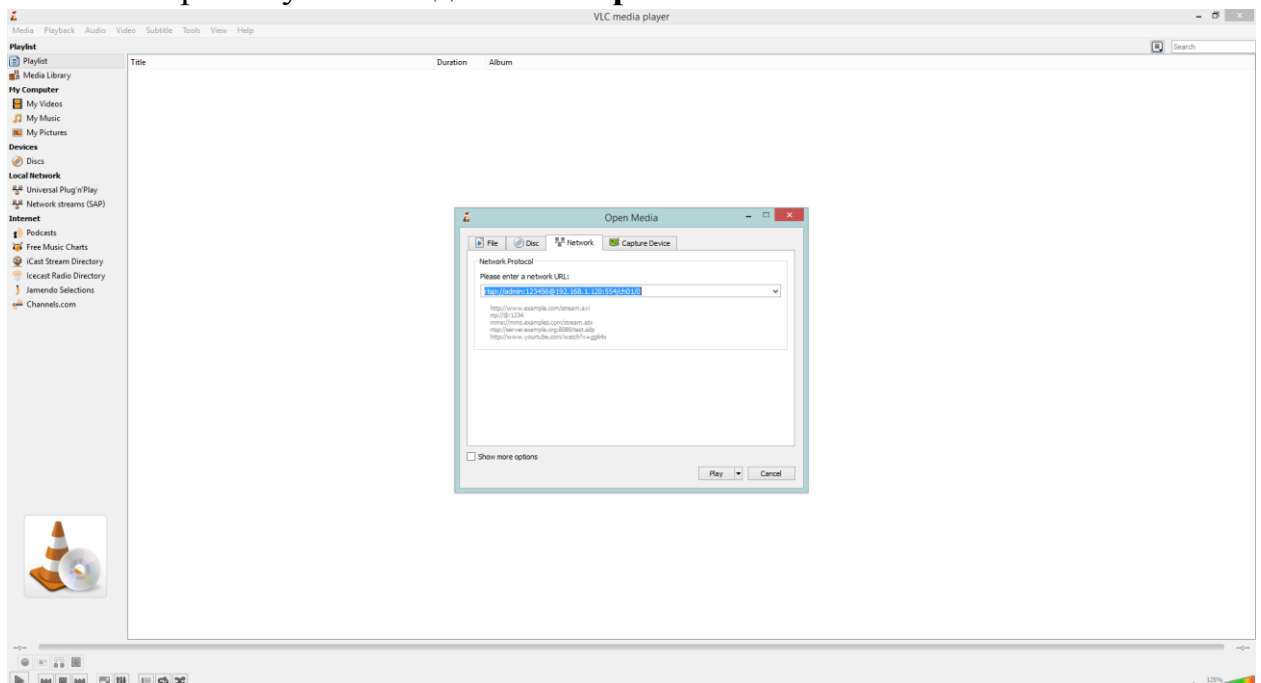 VLC media player
Media Playback Audio Video Subtitle Tools View Help
Playlist
Search
Playlist
Title Duration Album
Media Library
My Computer
My Videos
My Music
My Pictures
Devices
Discs
Local Network
Universal Plug'n'Play
Network streams (SAP)
Internet
Podcasts
Free Music Charts
iCast Stream Directory
Icecast Radio Directory
Jamendo Selections
Channels.com
Open Media
File Disc Network Capture Device
Network Protocol
Please enter a network URL:
rtsp://admin:123456@192.168.1.120:554/ch01/0
http://www.example.com/stream.avi
rtp://@:1234
mms://mms.examples.com/stream.asx
rtsp://server.example.org:8080/test.sdp
http://www.yourtube.com/watch?v=gg64x
Show more options
Play Cancel
--:-- --:--
120%